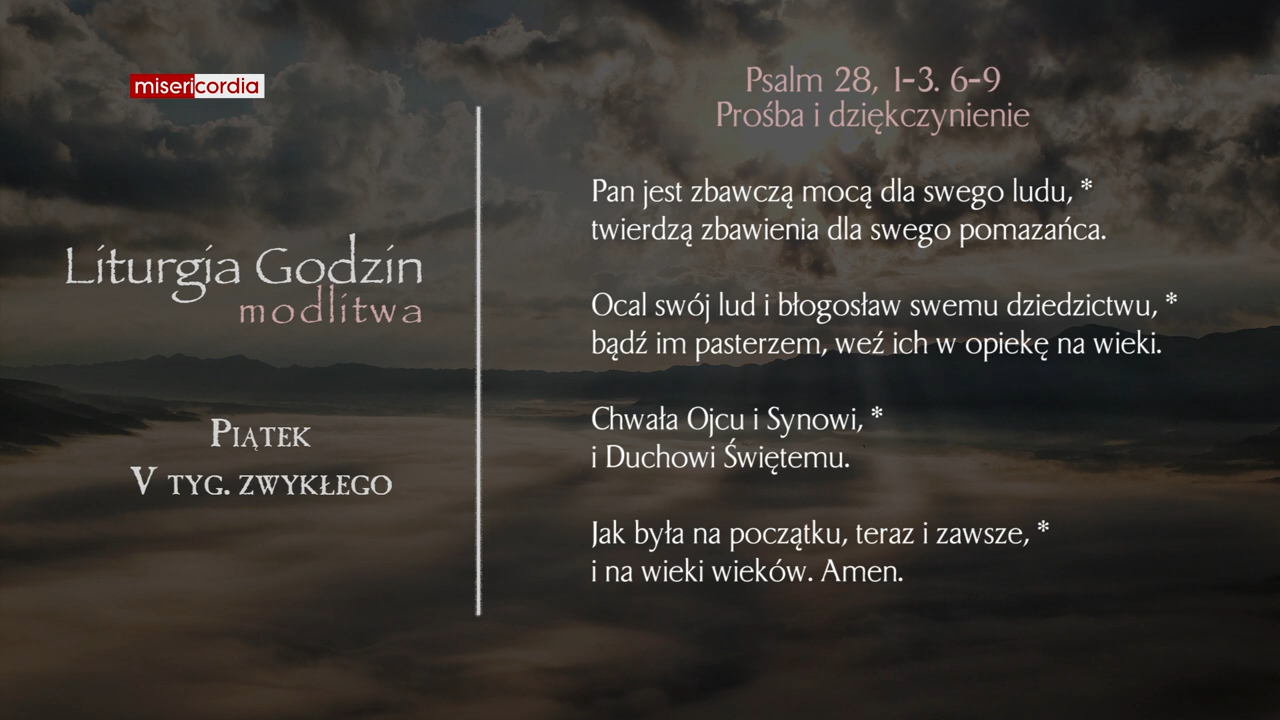 misericordia
Liturgia Godzin
modlitwa
Piątek
V tyg. zwykłego
Psalm 28, 1-3. 6-9
Prośba i dziękczynienie
Pan jest zbawczą mocą dla swego ludu, *
twierdzą zbawienia dla swego pomazańca.
Ocal swój lud i błogosław swemu dziedzictwu, *
bądź im pasterzem, weź ich w opiekę na wieki.
Chwała Ojcu i Synowi, *
i Duchowi Świętemu.
Jak była na początku, teraz i zawsze, *
i na wieki wieków. Amen.